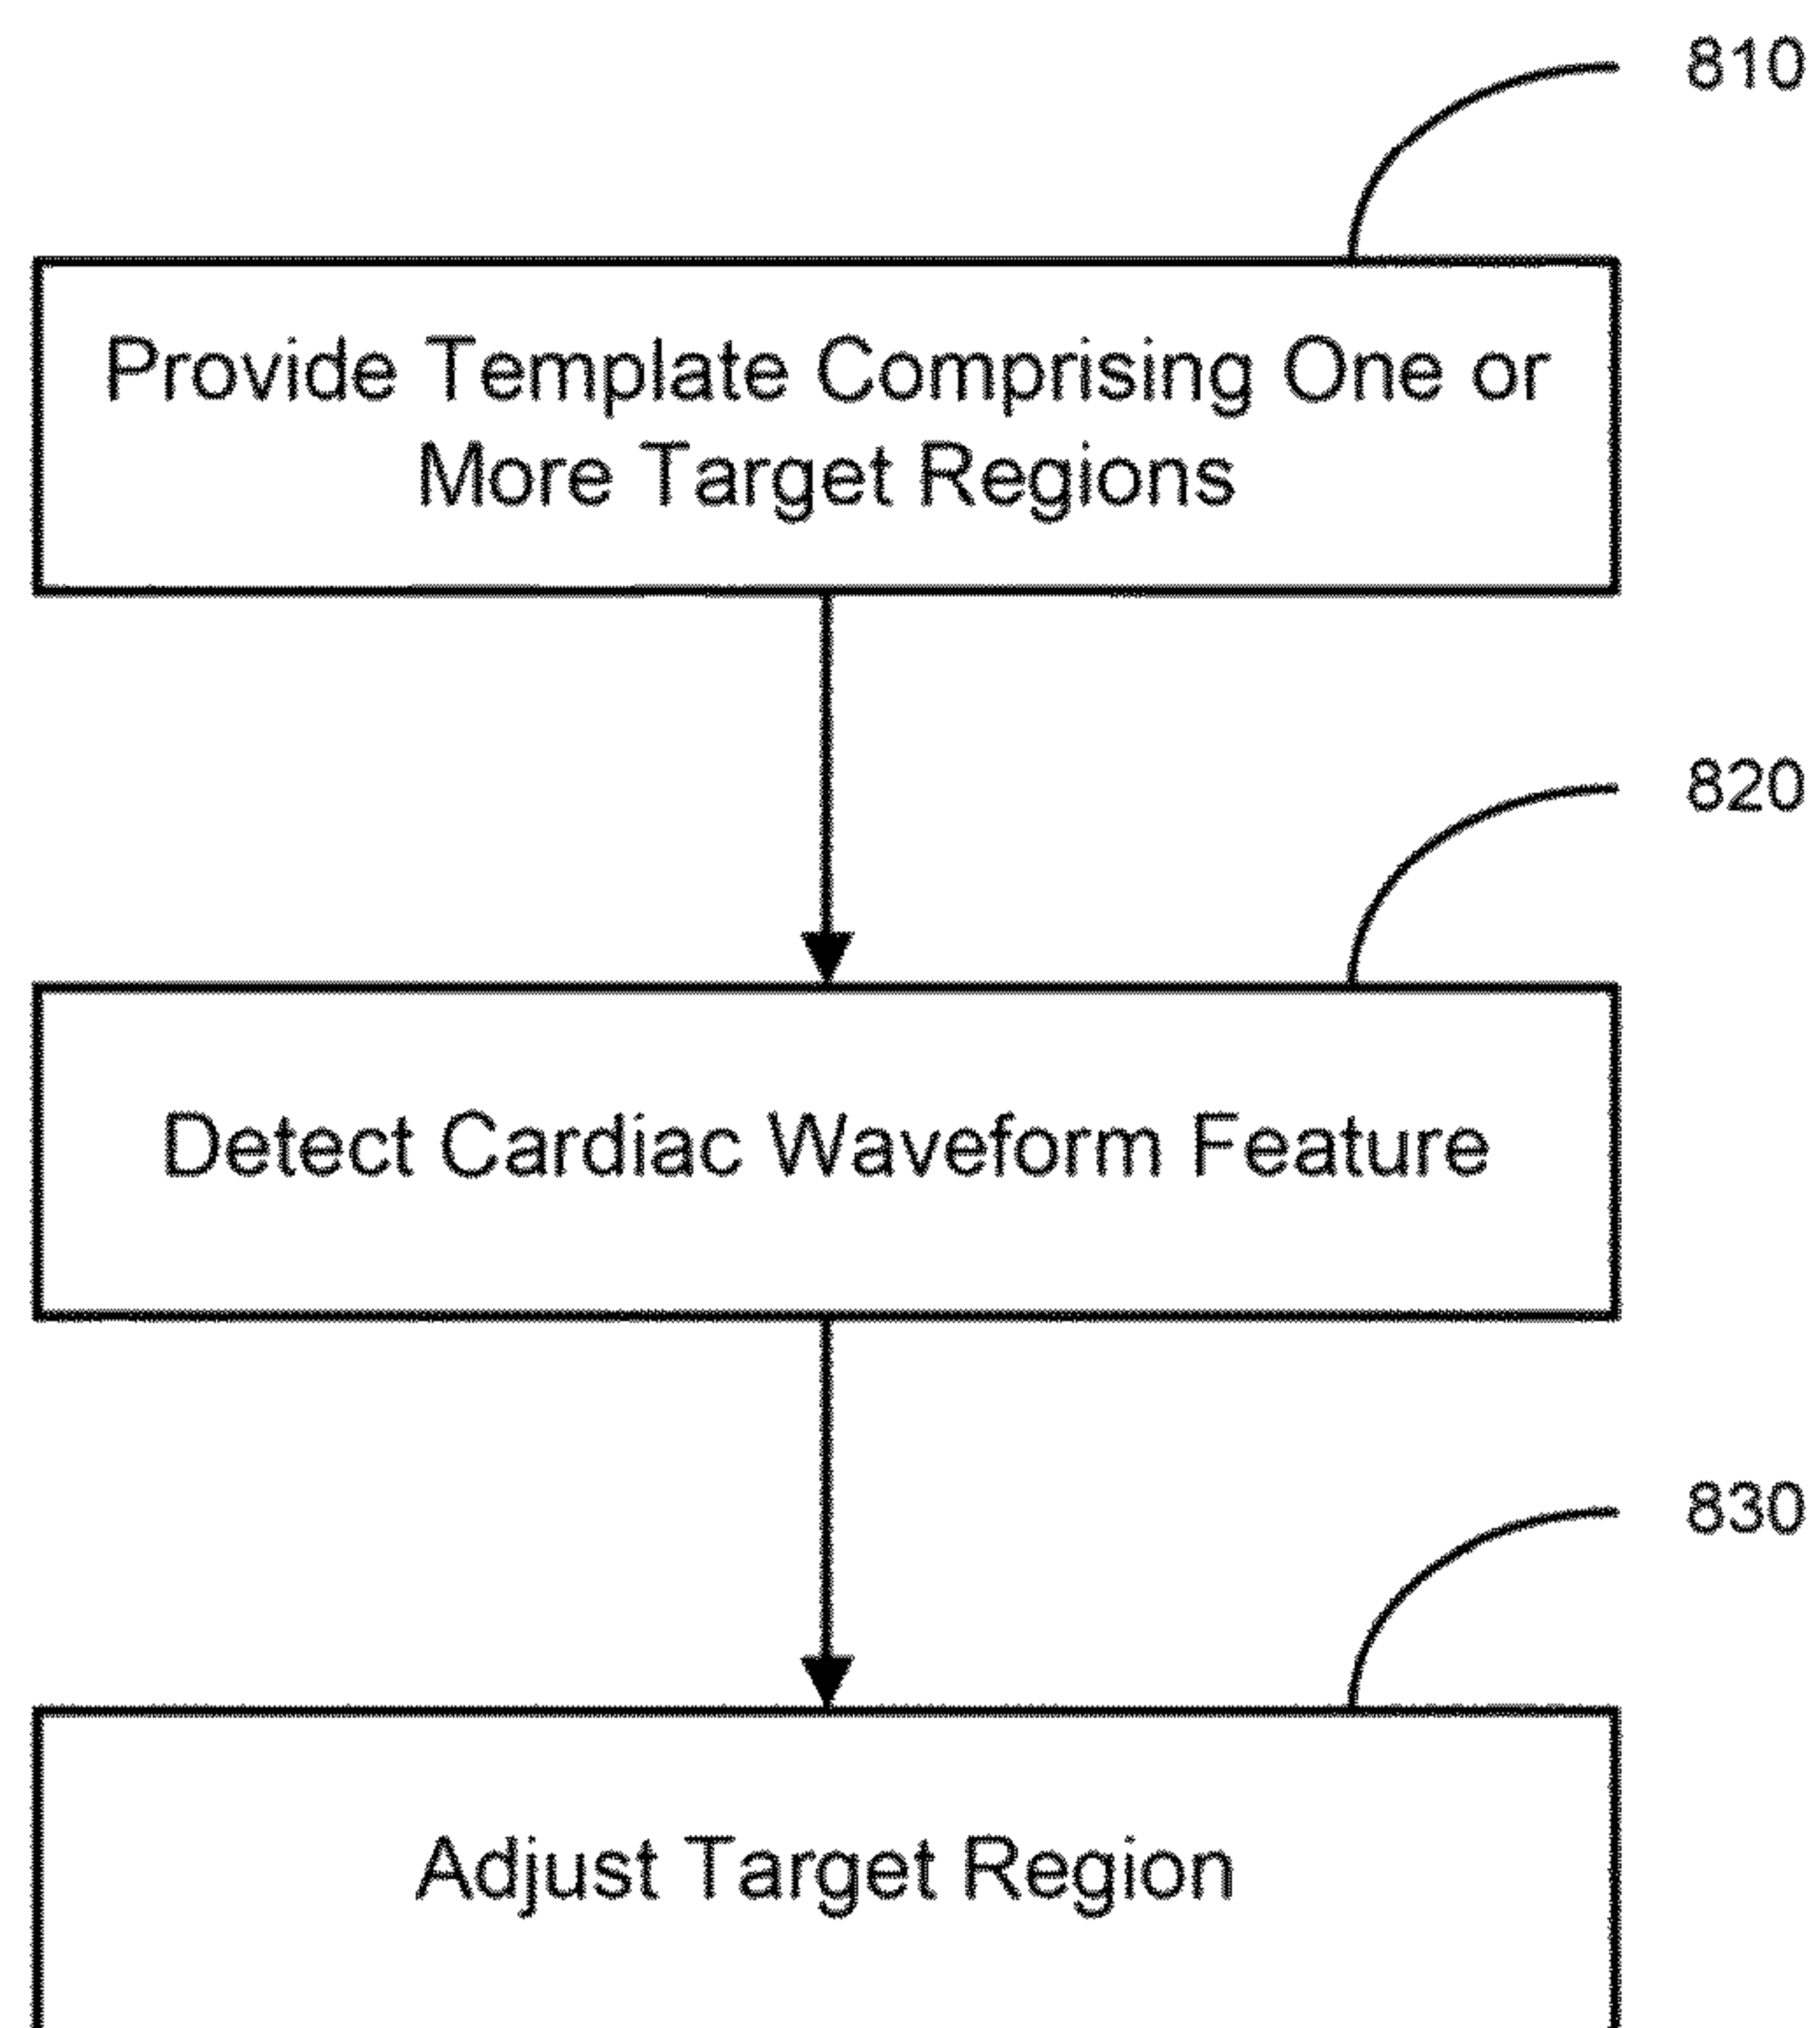 810
Provide Template Comprising One or
More Target Regions
820
Detect Cardiac Waveform Feature
830
Adjust Target Region